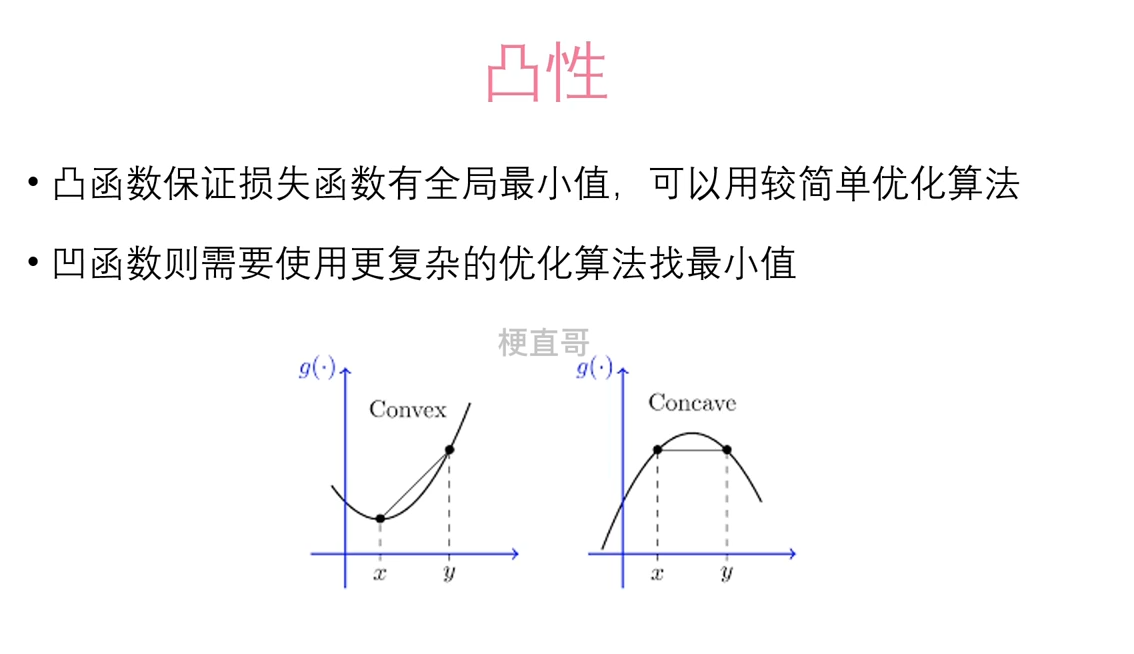 凸性
• 凸函数保证损失函数有全局最小值，可以用较简单优化算法
• 凹函数则需要使用更复杂的优化算法找最小值
梗直哥
g(·)
Convex
x
y
g(·)
Concave
x
y